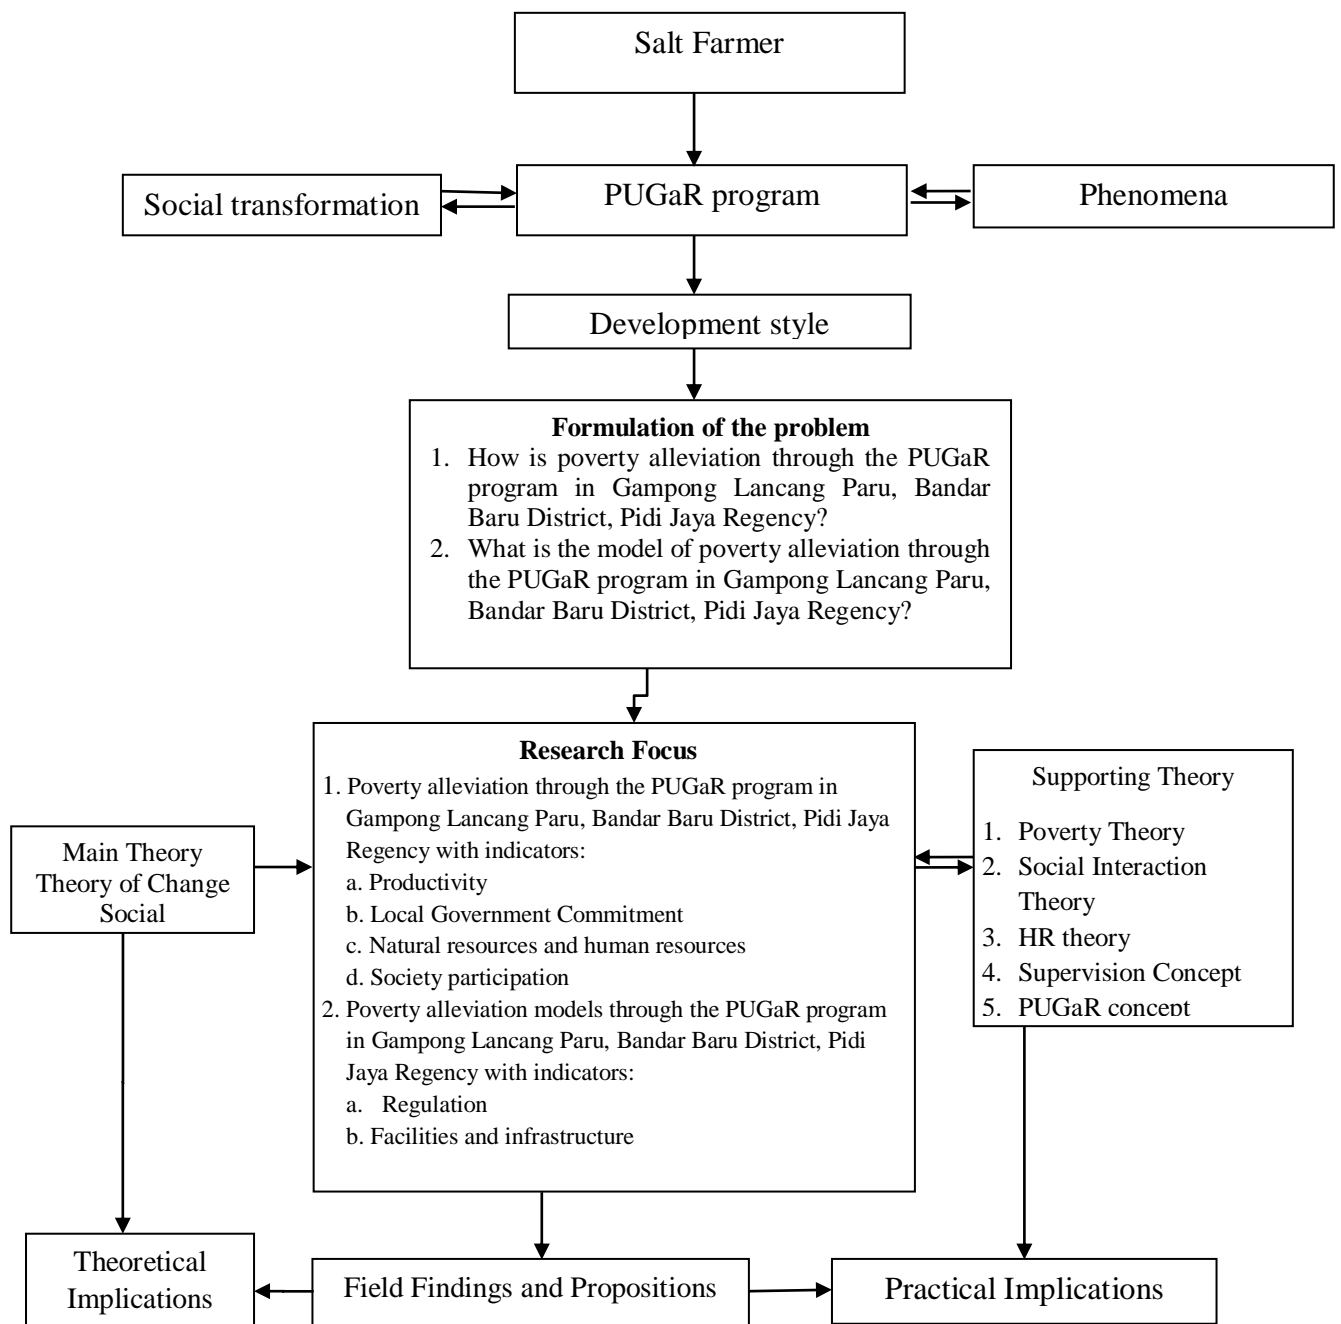 Salt Farmer
Social transformation
PUGaR program
Phenomena
Development style
Formulation of the problem
1. How is poverty alleviation through the PUGaR
program in Gampong Lancang Paru, Bandar
Baru District, Pidi Jaya Regency?
2. What is the model of poverty alleviation through
the PUGaR program in Gampong Lancang Paru,
Bandar Baru District, Pidi Jaya Regency?
Main Theory
Theory of Change
Social
Research Focus
1. Poverty alleviation through the PUGaR program in
Gampong Lancang Paru, Bandar Baru District, Pidi Jaya
Regency with indicators:
a. Productivity
b. Local Government Commitment
c. Natural resources and human resources
d. Society participation
2. Poverty alleviation models through the PUGaR program
in Gampong Lancang Paru, Bandar Baru District, Pidi
Jaya Regency with indicators:
a. Regulation
b. Facilities and infrastructure
Supporting Theory
1. Poverty Theory
2. Social Interaction
Theory
3. HR theory
4. Supervision Concept
5. PUGaR concept
Theoretical
Implications
Field Findings and Propositions
Practical Implications